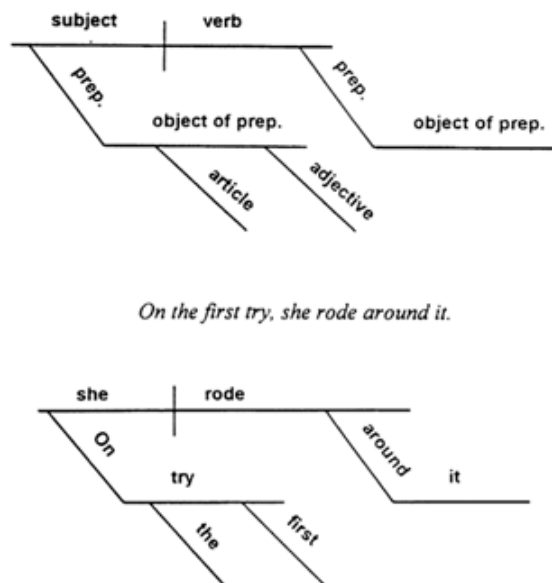 subject verb
prep. prep.
object of prep. object of prep.
article adjective
On the first try, she rode around it.
she rode
On around
try it
the first